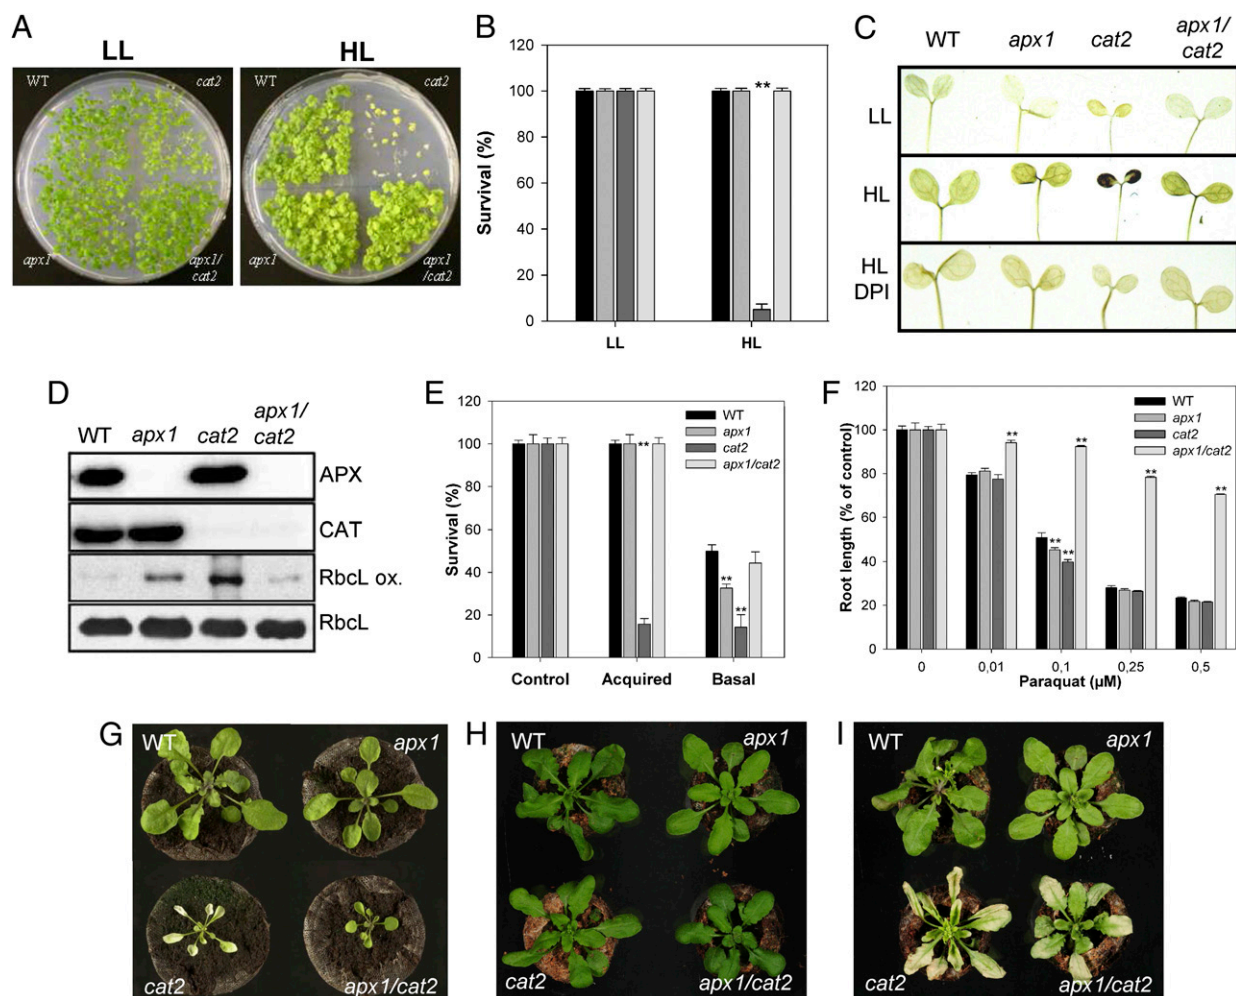 A
LL
HL
WT
cat2
apx1
apx1/
cat2
WT
cat2
apx1
apx1
/cat2
B
Survival (%)
120
100
80
60
40
20
0
**
LL
HL
C
WT
apx1
cat2
apx1/
cat2
LL
HL
HL
DPI
D
WT
apx1
cat2
apx1/
cat2
APX
CAT
RbcL ox.
RbcL
E
Survival (%)
120
100
80
60
40
20
0
WT
apx1
cat2
apx1/cat2
**
**
**
Control
Acquired
Basal
F
Root length (% of control)
120
100
80
60
40
20
0
WT
apx1
cat2
apx1/cat2
**
**
**
**
**
**
0
0,01
0,1
0,25
0,5
Paraquat (µM)
G
WT
apx1
cat2
apx1/cat2
H
WT
apx1
cat2
apx1/cat2
I
WT
apx1
cat2
apx1/cat2